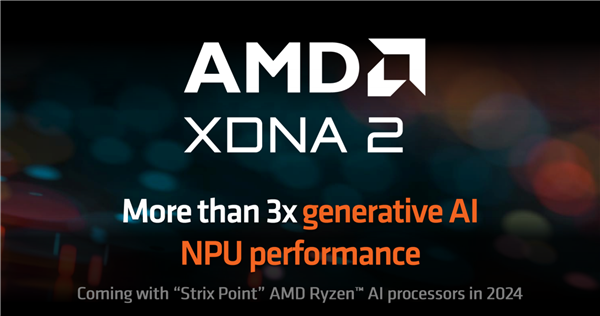 AMD
XDNA 2
More than 3x generative AI
NPU performance
Coming with “Strix Point” AMD Ryzen™ AI processors in 2024